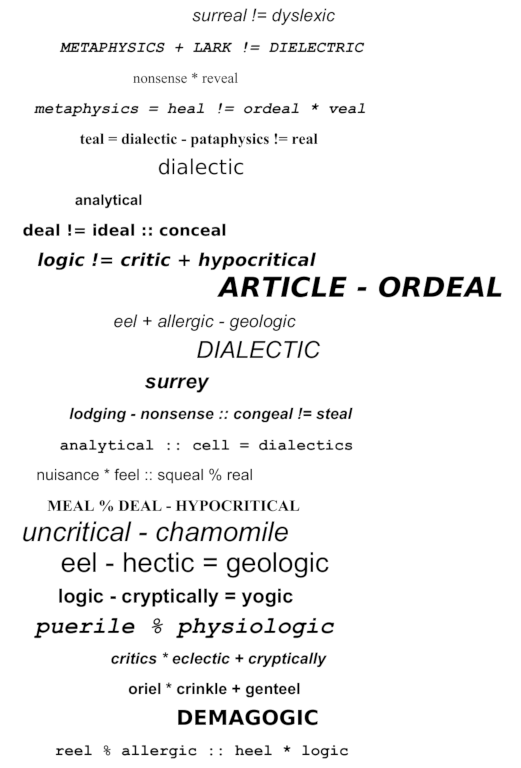 surreal != dyslexic
METAPHYSICS + LARK != DIELECTRIC
nonsense * reveal
metaphysics = heal != ordeal * veal
teal = dialectic - pataphysics != real
dialectic
analytical
deal != ideal :: conceal
logic != critic + hypocritical
ARTICLE - ORDEAL
eel + allergic - geologic
DIALECTIC
surrey
lodging - nonsense :: congeal != steal
analytical :: cell = dialectics
nuisance * feel :: squeal % real
MEAL % DEAL - HYPOCRITICAL
uncritical - chamomile
eel - hectic = geologic
logic - cryptically = yogic
puerile % physiologic
critics * eclectic + cryptically
oriel * crinkle + genteel
DEMAGOGIC
reel % allergic :: heel * logic